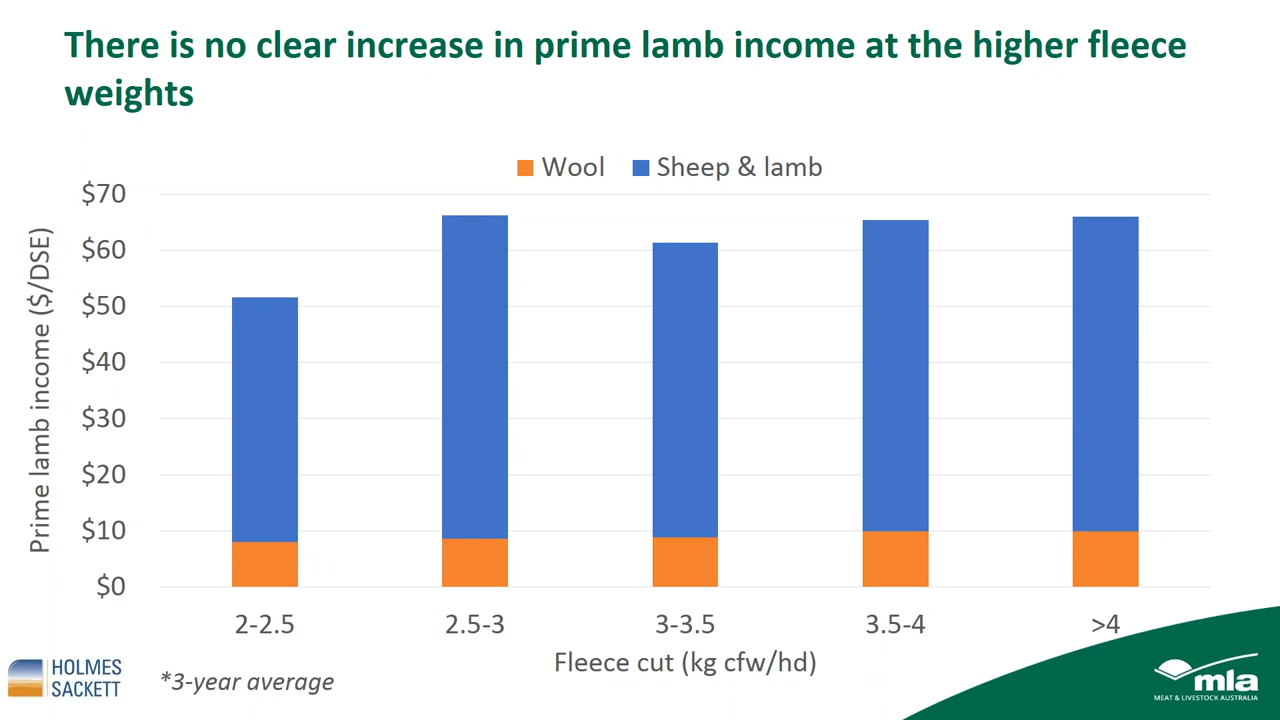 There is no clear increase in prime lamb income at the higher fleece
weights
Wool Sheep & lamb
Prime lamb income ($/DSE)
$70
$60
$50
$40
$30
$20
$10
$0
2-2.5 2.5-3 3-3.5 3.5-4 >4
Fleece cut (kg cfw/hd)
HOLMES
SACKETT
*3-year average
mla
MEAT & LIVESTOCK AUSTRALIA